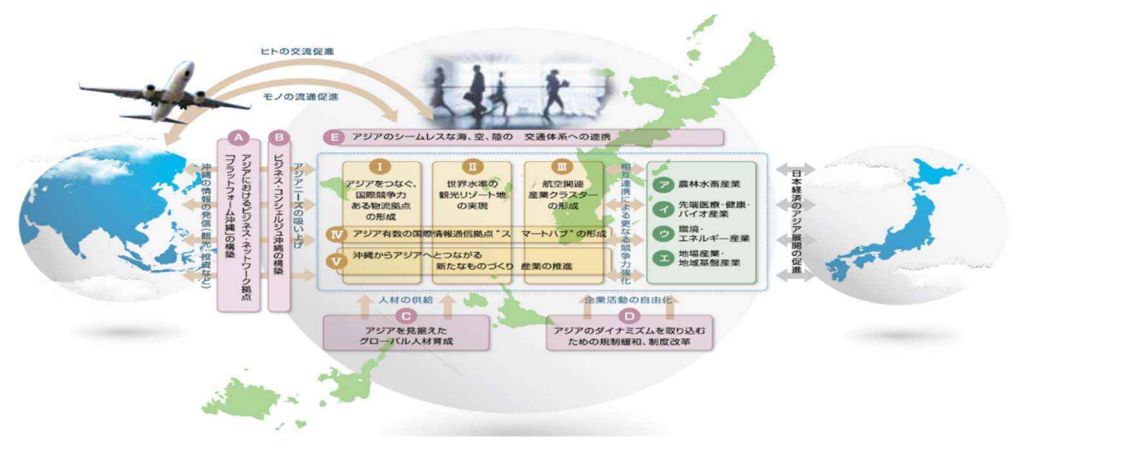 ヒトの交流促進
モノの流通促進
E アジアのシームレスな海、空、陸の 交通体系への連携
沖縄の情報の発信(観光・投資など)
A
アジアにおけるビジネス・ネットワーク拠点
「プラットフォーム沖縄」の構築
B
ビジネス・コンシェルジュ沖縄の構築
アジアニーズの吸い上げ
I
アジアをつなぐ、
国際競争力
ある物流拠点
の形成
II
世界水準の
観光リゾート地
の実現
III
航空関連
産業クラスター
の形成
IV アジア有数の国際情報通信拠点“ス マートハブ”の形成
V 沖縄からアジアへとつながる
新たなものづくり 産業の推進
相互連携による更なる競争力強化
ア 農林水畜産業
イ 先端医療・健康・
バイオ産業
ウ 環境・
エネルギー産業
エ 地場産業・
地域基盤産業
日本経済のアジア展開の促進
人材の供給
企業活動の自由化
C
アジアを見据えた
グローバル人材育成
D
アジアのダイナミズムを取り込む
ための規制緩和、制度改革